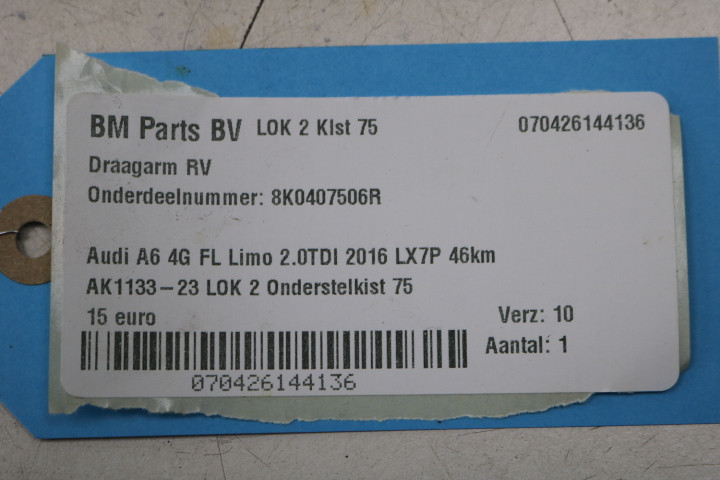 BM Parts BV LOK 2 Klst 75 070426144136
Draagarm RV
Onderdeelnummer: 8K0407506R
Audi A6 4G FL Limo 2.0TDI 2016 LX7P 46km
AK1133-23 LOK 2 Onderstelkist 75
15 euro Verz: 10
Aantal: 1
070426144136